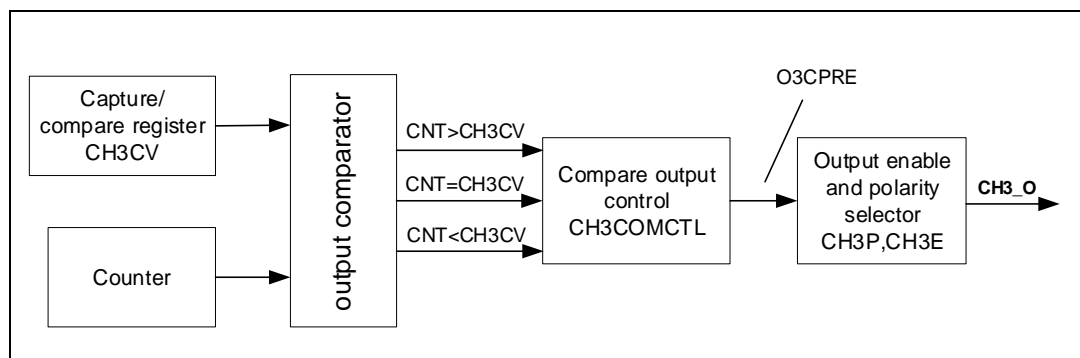 Capture/
compare register
CH3CV
Counter
output comparator
CNT>CH3CV
CNT=CH3CV
CNT<CH3CV
Compare output
control
CH3COMCTL
O3CPRE
Output enable
and polarity
selector
CH3P,CH3E
CH3_O